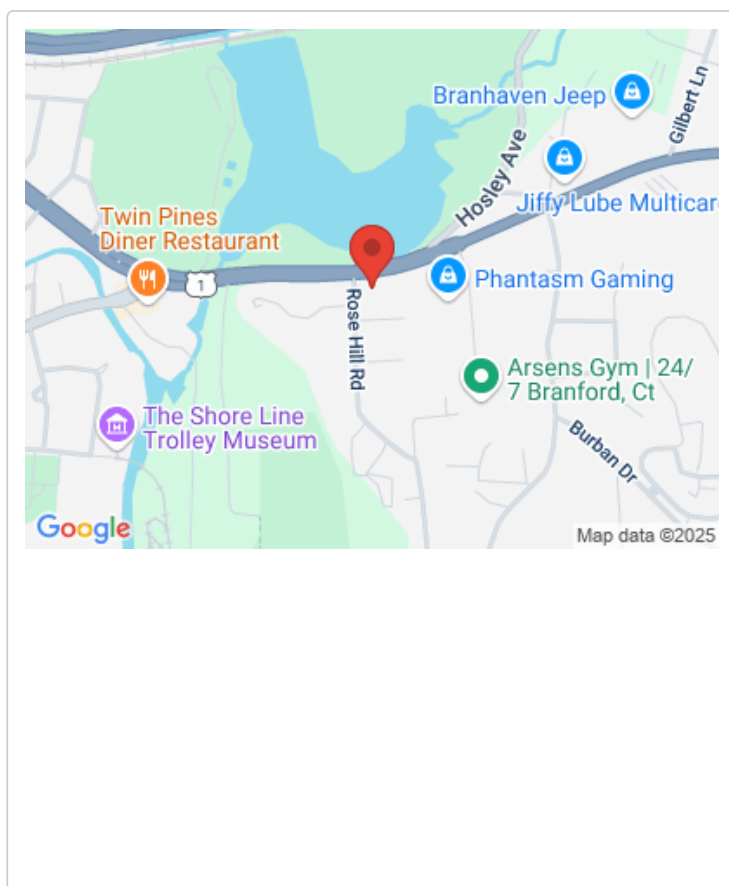 Branhaven Jeep
Gilbert Ln
Hosley Ave
Jiffy Lube Multicar
Twin Pines
Diner Restaurant
1
Phantasm Gaming
Rose Hill Rd
Arsens Gym | 24/
7 Branford, Ct
The Shore Line
Trolley Museum
Burban Dr
Google
Map data ©2025